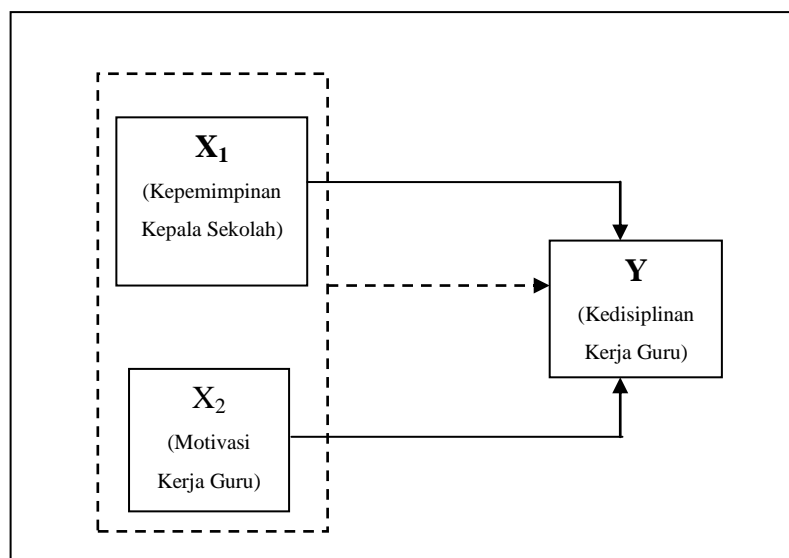 X₁
(Kepemimpinan
Kepala Sekolah)
Y
(Kedisiplinan
Kerja Guru)
X₂
(Motivasi
Kerja Guru)